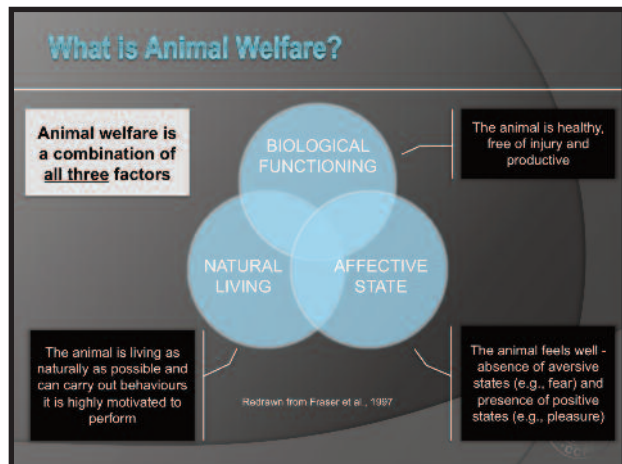 What is Animal Welfare?
Animal welfare is
a combination of
all three factors
BIOLOGICAL
FUNCTIONING
The animal is healthy,
free of injury and
productive
NATURAL
LIVING
AFFECTIVE
STATE
The animal is living as
naturally as possible and
can carry out behaviours
it is highly motivated to
perform
Redrawn from Fraser et al., 1997
The animal feels well -
absence of aversive
states (e.g., fear) and
presence of positive
states (e.g., pleasure)